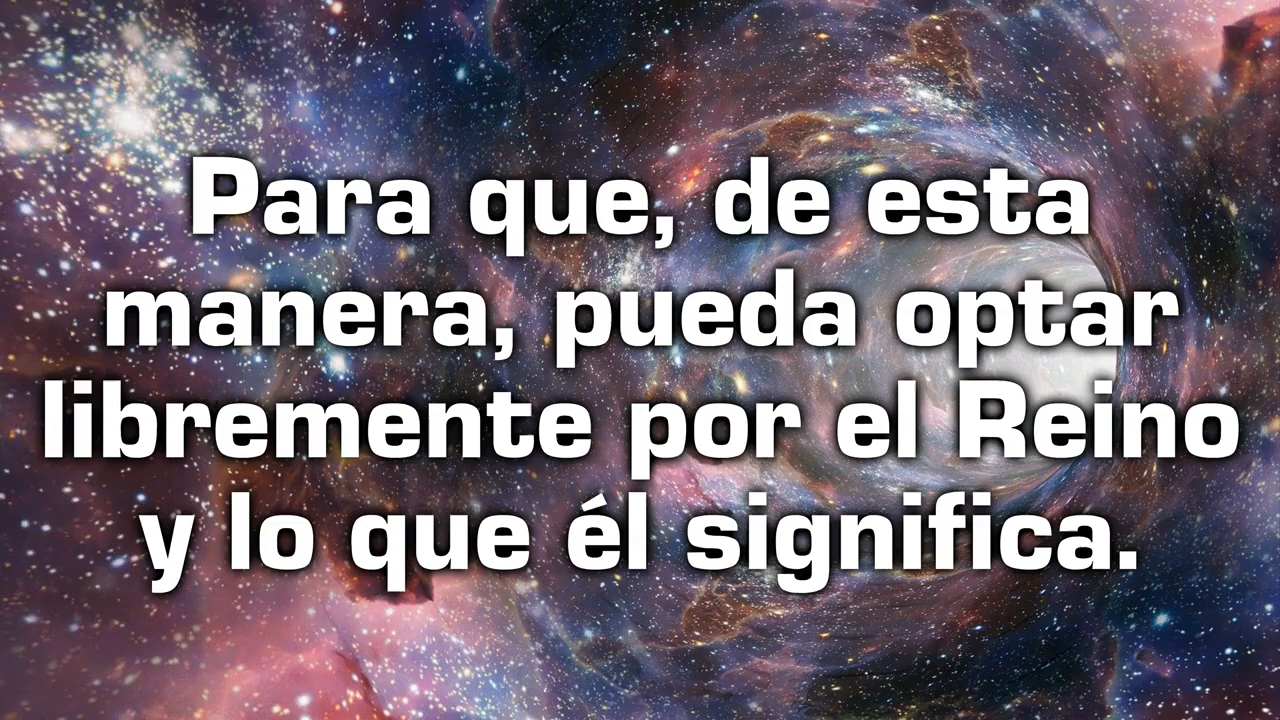 Para que, de esta
manera, pueda optar
libremente por el Reino
y lo que él significa.